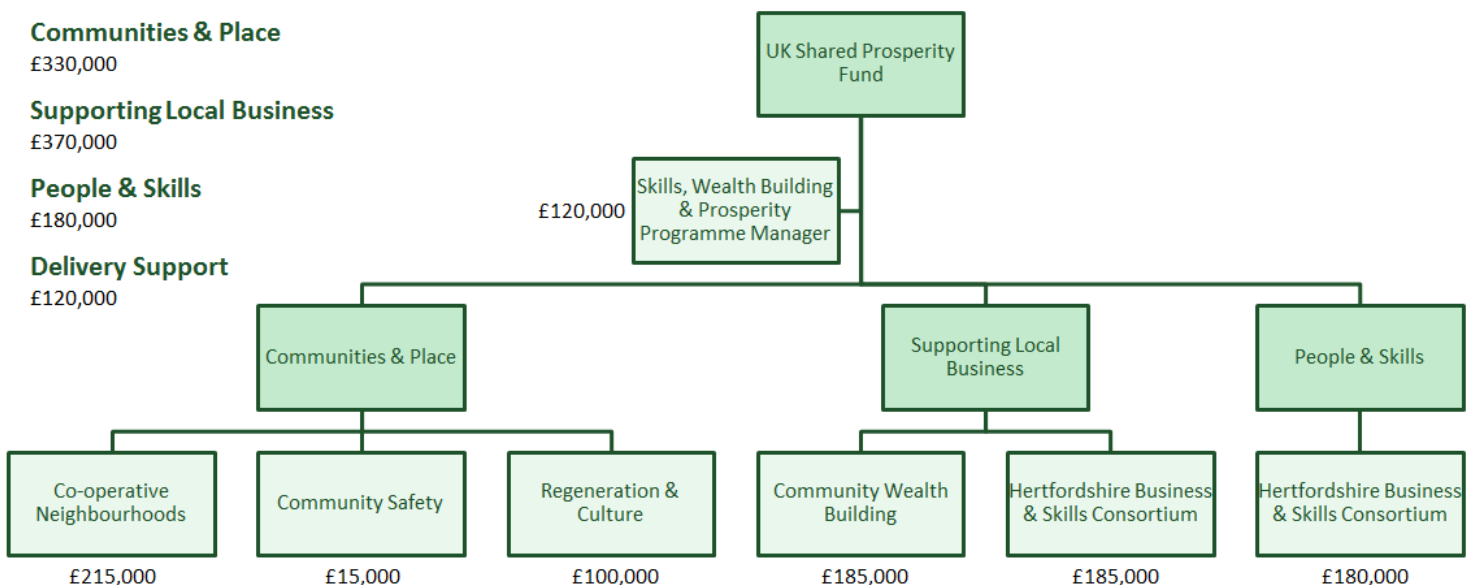 Communities & Place
£330,000
Supporting Local Business
£370,000
People & Skills
£180,000
Delivery Support
£120,000
UK Shared Prosperity
Fund
£120,000
Skills, Wealth Building
& Prosperity
Programme Manager
Communities & Place
Supporting Local
Business
People & Skills
Co-operative
Neighbourhoods
Community Safety
Regeneration &
Culture
Community Wealth
Building
Hertfordshire Business
& Skills Consortium
Hertfordshire Business
& Skills Consortium
£215,000
£15,000
£100,000
£185,000
£185,000
£180,000